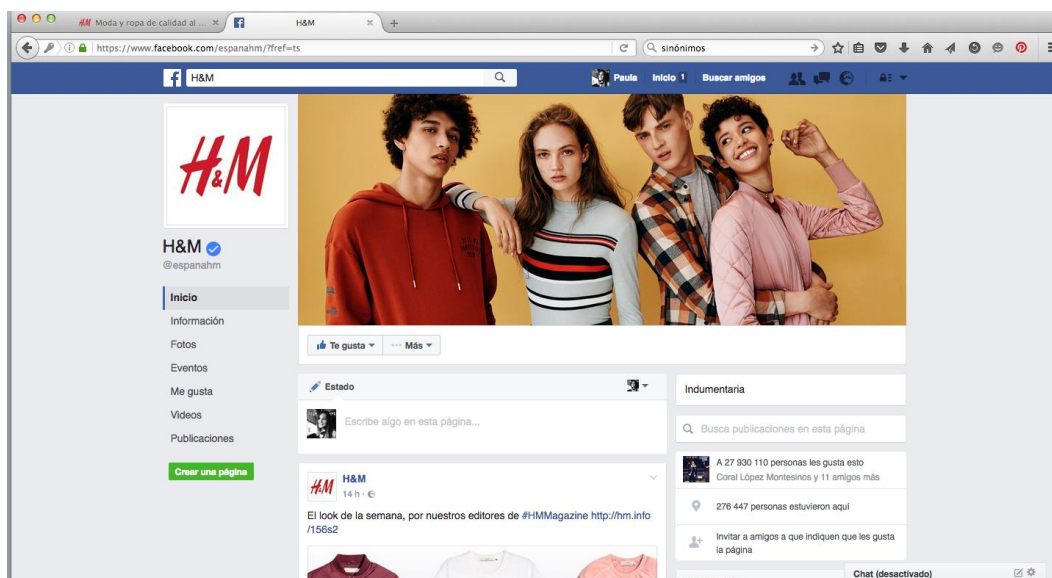 H&M Moda y ropa de calidad al ...
H&M
https://www.facebook.com/espanahm/?fref=ts
sinónimos
H&M
Paula Inicio 1 Buscar amigos
H&M
H&M
@espanahm
Inicio
Información
Fotos
Eventos
Me gusta
Videos
Publicaciones
Crear una página
Te gusta
··· Más
Estado
Escribe algo en esta página...
H&M
H&M
14 h ·
El look de la semana, por nuestros editores de #HMMagazine http://hm.info
/156s2
Indumentaria
Busca publicaciones en esta página
A 27 930 110 personas les gusta esto
Coral López Montesinos y 11 amigos más
276 447 personas estuvieron aquí
Invitar a amigos a que indiquen que les gusta
la página
Chat (desactivado)